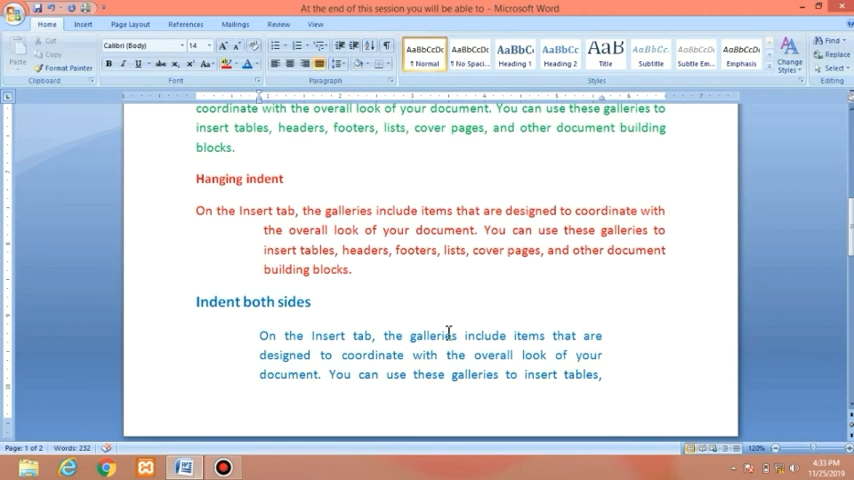 At the end of this session you will be able to - Microsoft Word
Home Insert Page Layout References Mailings Review View
Cut
Copy
Format Painter
Paste
Clipboard
Calibri (Body) 14
Font
Paragraph
AaBbCcDc AaBbCcDc AaBbC AaBbCc AaB AaBbCc. AaBbCcDc AaBbCcDc
¶ Normal ¶ No Spaci... Heading 1 Heading 2 Title Subtitle Subtle Em... Emphasis
Change Styles
Styles
Find
Replace
Select
Editing
coordinate with the overall look of your document. You can use these galleries to
insert tables, headers, footers, lists, cover pages, and other document building
blocks.
Hanging indent
On the Insert tab, the galleries include items that are designed to coordinate with
the overall look of your document. You can use these galleries to
insert tables, headers, footers, lists, cover pages, and other document
building blocks.
Indent both sides
On the Insert tab, the galleries include items that are
designed to coordinate with the overall look of your
document. You can use these galleries to insert tables,
Page: 1 of 2 Words: 232 120%
4:33 PM
11/25/2019